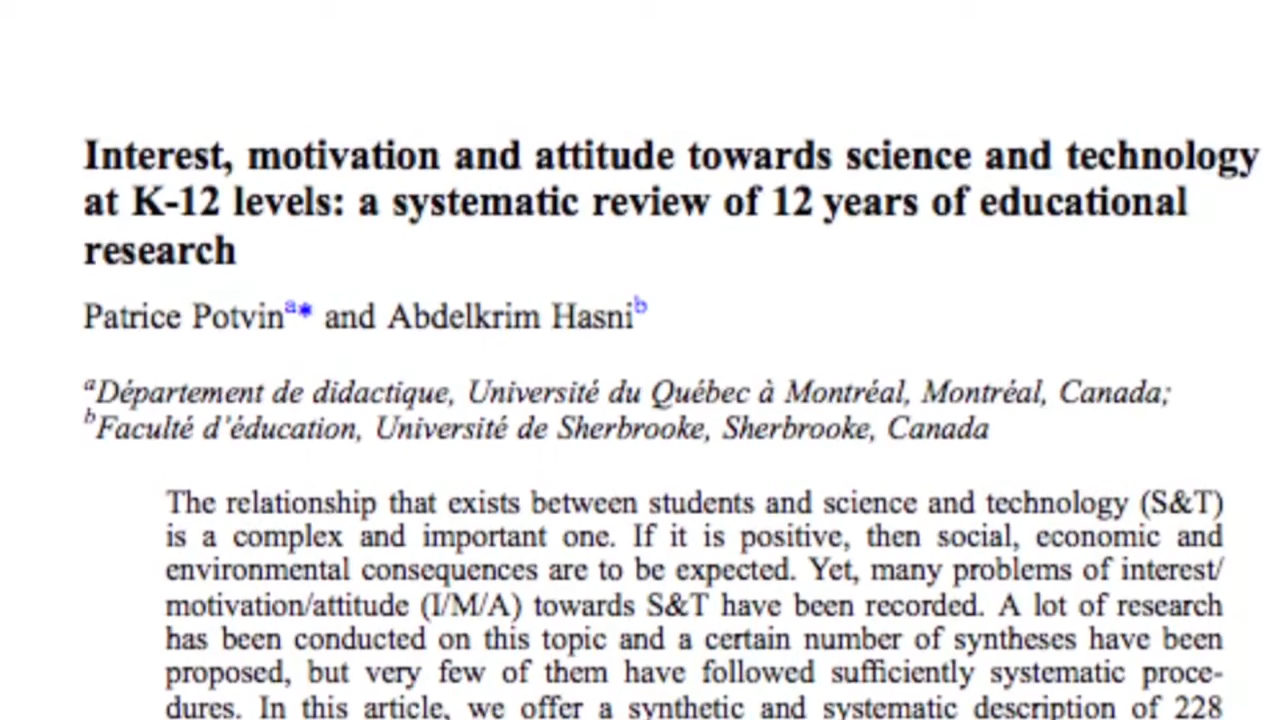 Interest, motivation and attitude towards science and technology
at K-12 levels: a systematic review of 12 years of educational
research
Patrice Potvinᵃ* and Abdelkrim Hasniᵇ
ᵃDépartement de didactique, Université du Québec à Montréal, Montréal, Canada;
ᵇFaculté d'éducation, Université de Sherbrooke, Sherbrooke, Canada
The relationship that exists between students and science and technology (S&T)
is a complex and important one. If it is positive, then social, economic and
environmental consequences are to be expected. Yet, many problems of interest/
motivation/attitude (I/M/A) towards S&T have been recorded. A lot of research
has been conducted on this topic and a certain number of syntheses have been
proposed, but very few of them have followed sufficiently systematic proce-
dures. In this article, we offer a synthetic and systematic description of 228